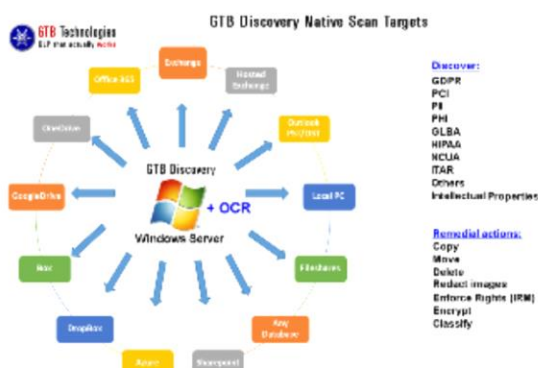 GTB Technologies
DLP that actually works
GTB Discovery Native Scan Targets
Exchange
Hosted
Exchange
Office 365
Outlook
PST/OST
OneDrive
GTB Discovery
GoogleDrive
+ OCR
Local PC
Windows Server
Box
Fileshares
DropBox
Any
Database
Azure
Sharepoint
Discover:
GDPR
PCI
PII
PHI
GLBA
HIPAA
NCUA
ITAR
Others
Intellectual Properties
Remedial actions:
Copy
Move
Delete
Redact images
Enforce Rights (IRM)
Encrypt
Classify